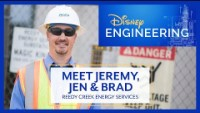 Disney
ENGINEERING
DANGER
MEET JEREMY,
JEN & BRAD
REEDY CREEK ENERGY SERVICES